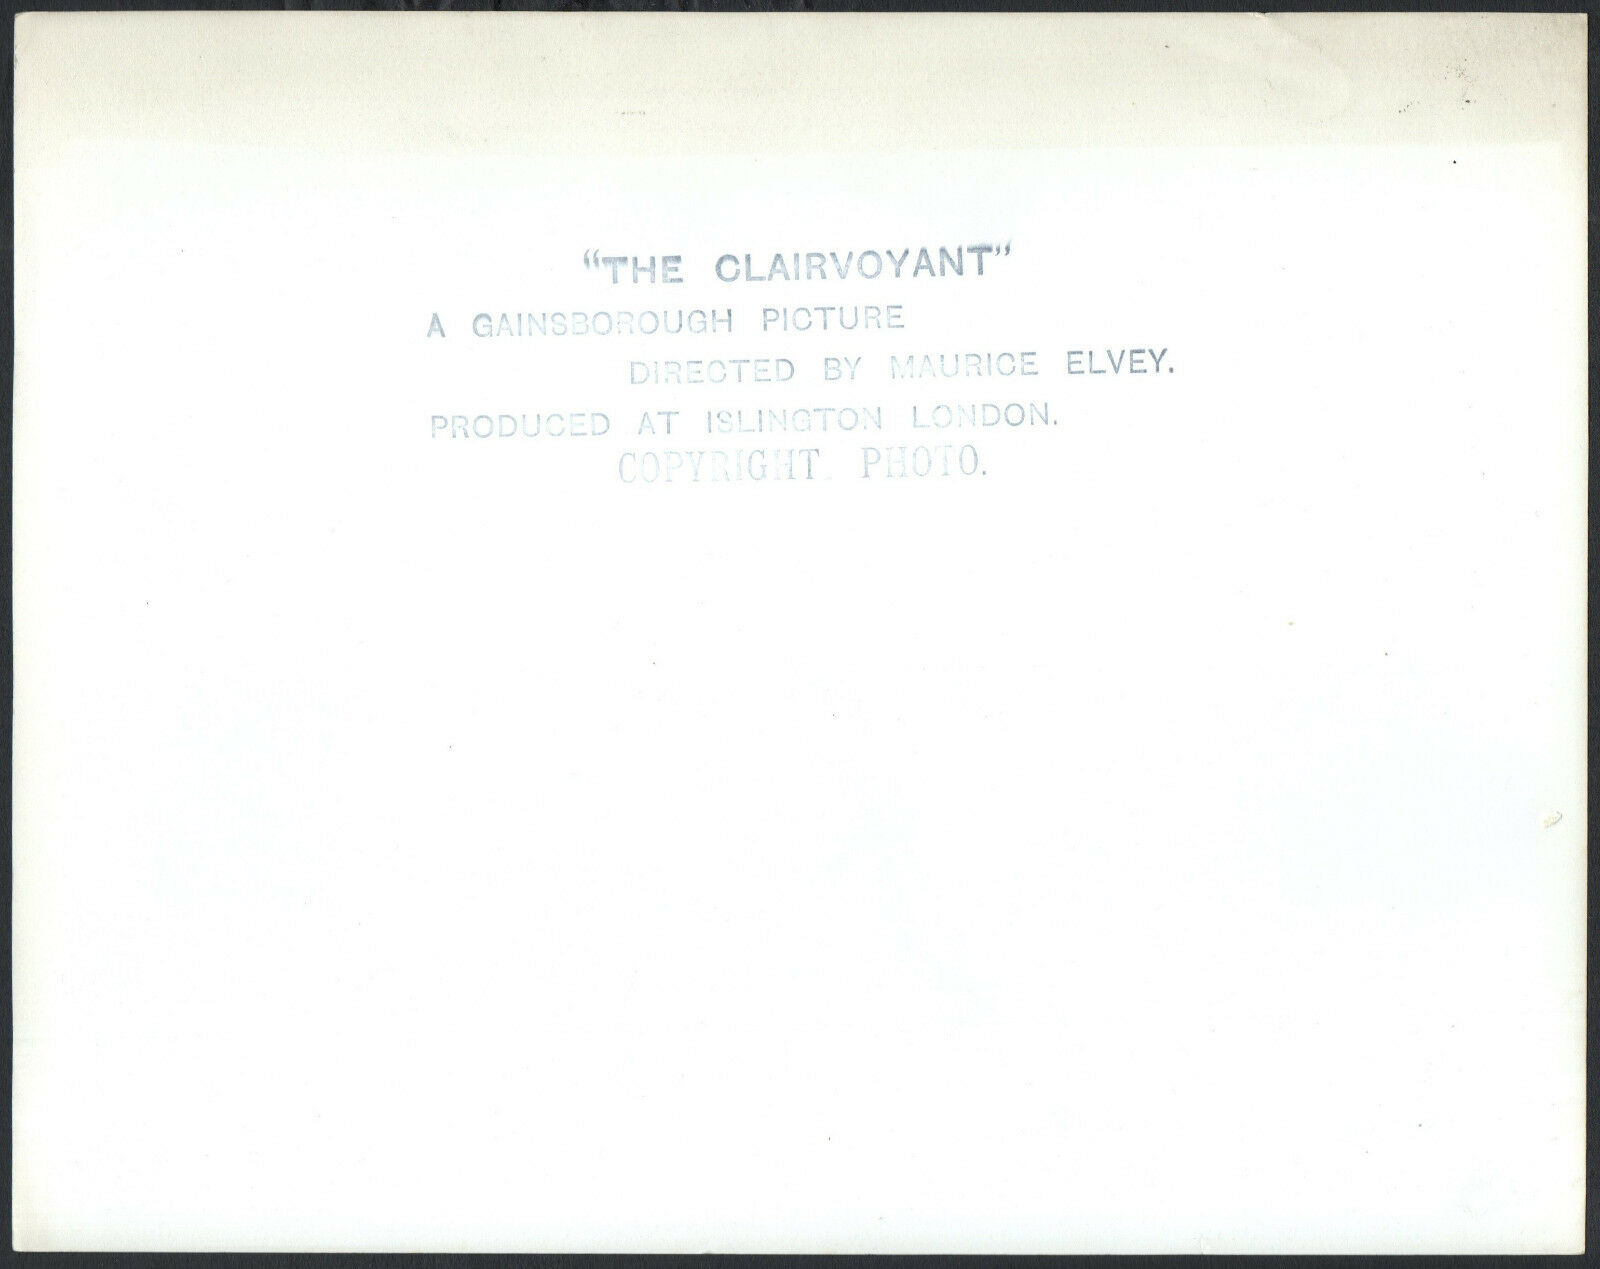 "THE CLAIRVOYANT"
A GAINSBOROUGH PICTURE
DIRECTED BY MAURICE ELVEY.
PRODUCED AT ISLINGTON LONDON.
COPYRIGHT PHOTO.